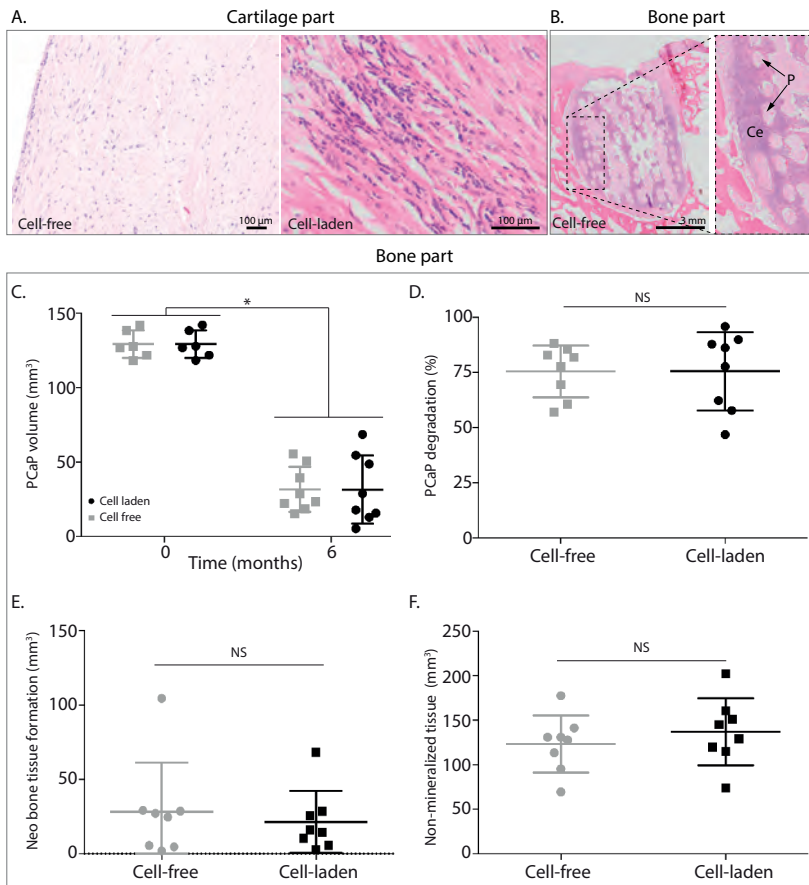 A.
Cartilage part
B.
Bone part
Cell-free
100 µm
Cell-laden
100 µm
P
Ce
Cell-free
3 mm
Bone part
C.
150
100
50
0
PCaP volume (mm³)
*
Cell laden
Cell free
0
6
Time (months)
D.
100
75
50
25
0
PCaP degradation (%)
NS
Cell-free
Cell-laden
E.
150
100
50
0
Neo bone tissue formation (mm³)
NS
Cell-free
Cell-laden
F.
250
200
150
100
50
0
Non-mineralized tissue (mm³)
NS
Cell-free
Cell-laden